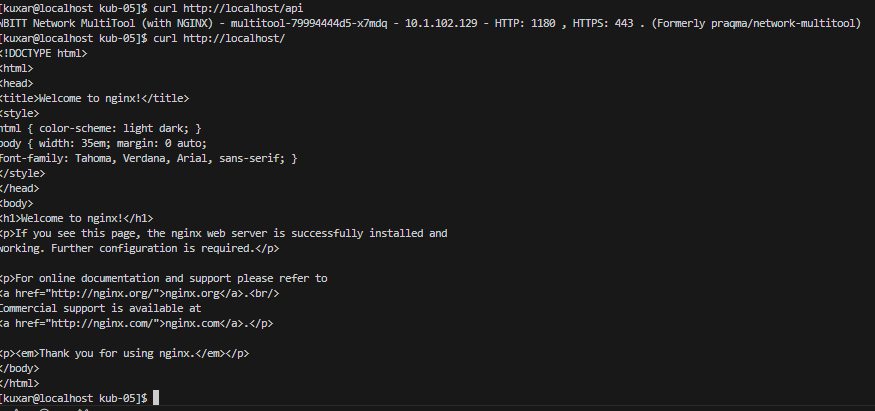 [kuxar@localhost kub-05]$ curl http://localhost/api
WBITT Network MultiTool (with NGINX) - multitool-79994444d5-x7mdq - 10.1.102.129 - HTTP: 1180 , HTTPS: 443 . (Formerly praqma/network-multitool)
[kuxar@localhost kub-05]$ curl http://localhost/
<!DOCTYPE html>
<html>
<head>
<title>Welcome to nginx!</title>
<style>
html { color-scheme: light dark; }
body { width: 35em; margin: 0 auto;
font-family: Tahoma, Verdana, Arial, sans-serif; }
</style>
</head>
<body>
<h1>Welcome to nginx!</h1>
<p>If you see this page, the nginx web server is successfully installed and
working. Further configuration is required.</p>
<p>For online documentation and support please refer to
<a href="http://nginx.org/">nginx.org</a>.<br/>
Commercial support is available at
<a href="http://nginx.com/">nginx.com</a>.</p>
<p><em>Thank you for using nginx.</em></p>
</body>
</html>
[kuxar@localhost kub-05]$